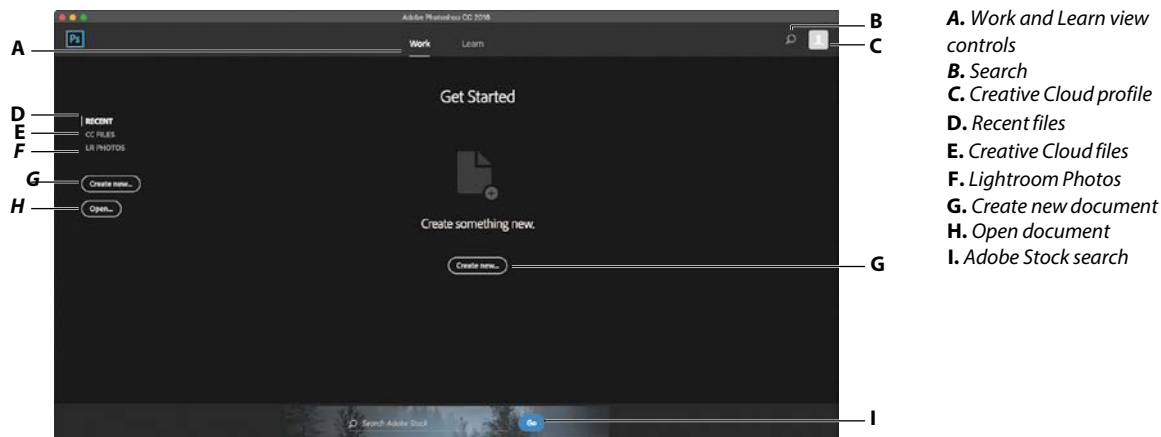 Adobe Photoshop CC 2018
Ps
Work Learn
A
B
C
Get Started
D
E
F
RECENT
CC FILES
LR PHOTOS
G
Create new...
H
Open...
Create something new.
Create new...
G
Search Adobe Stock
Go
I
A. Work and Learn view
controls
B. Search
C. Creative Cloud profile
D. Recent files
E. Creative Cloud files
F. Lightroom Photos
G. Create new document
H. Open document
I. Adobe Stock search